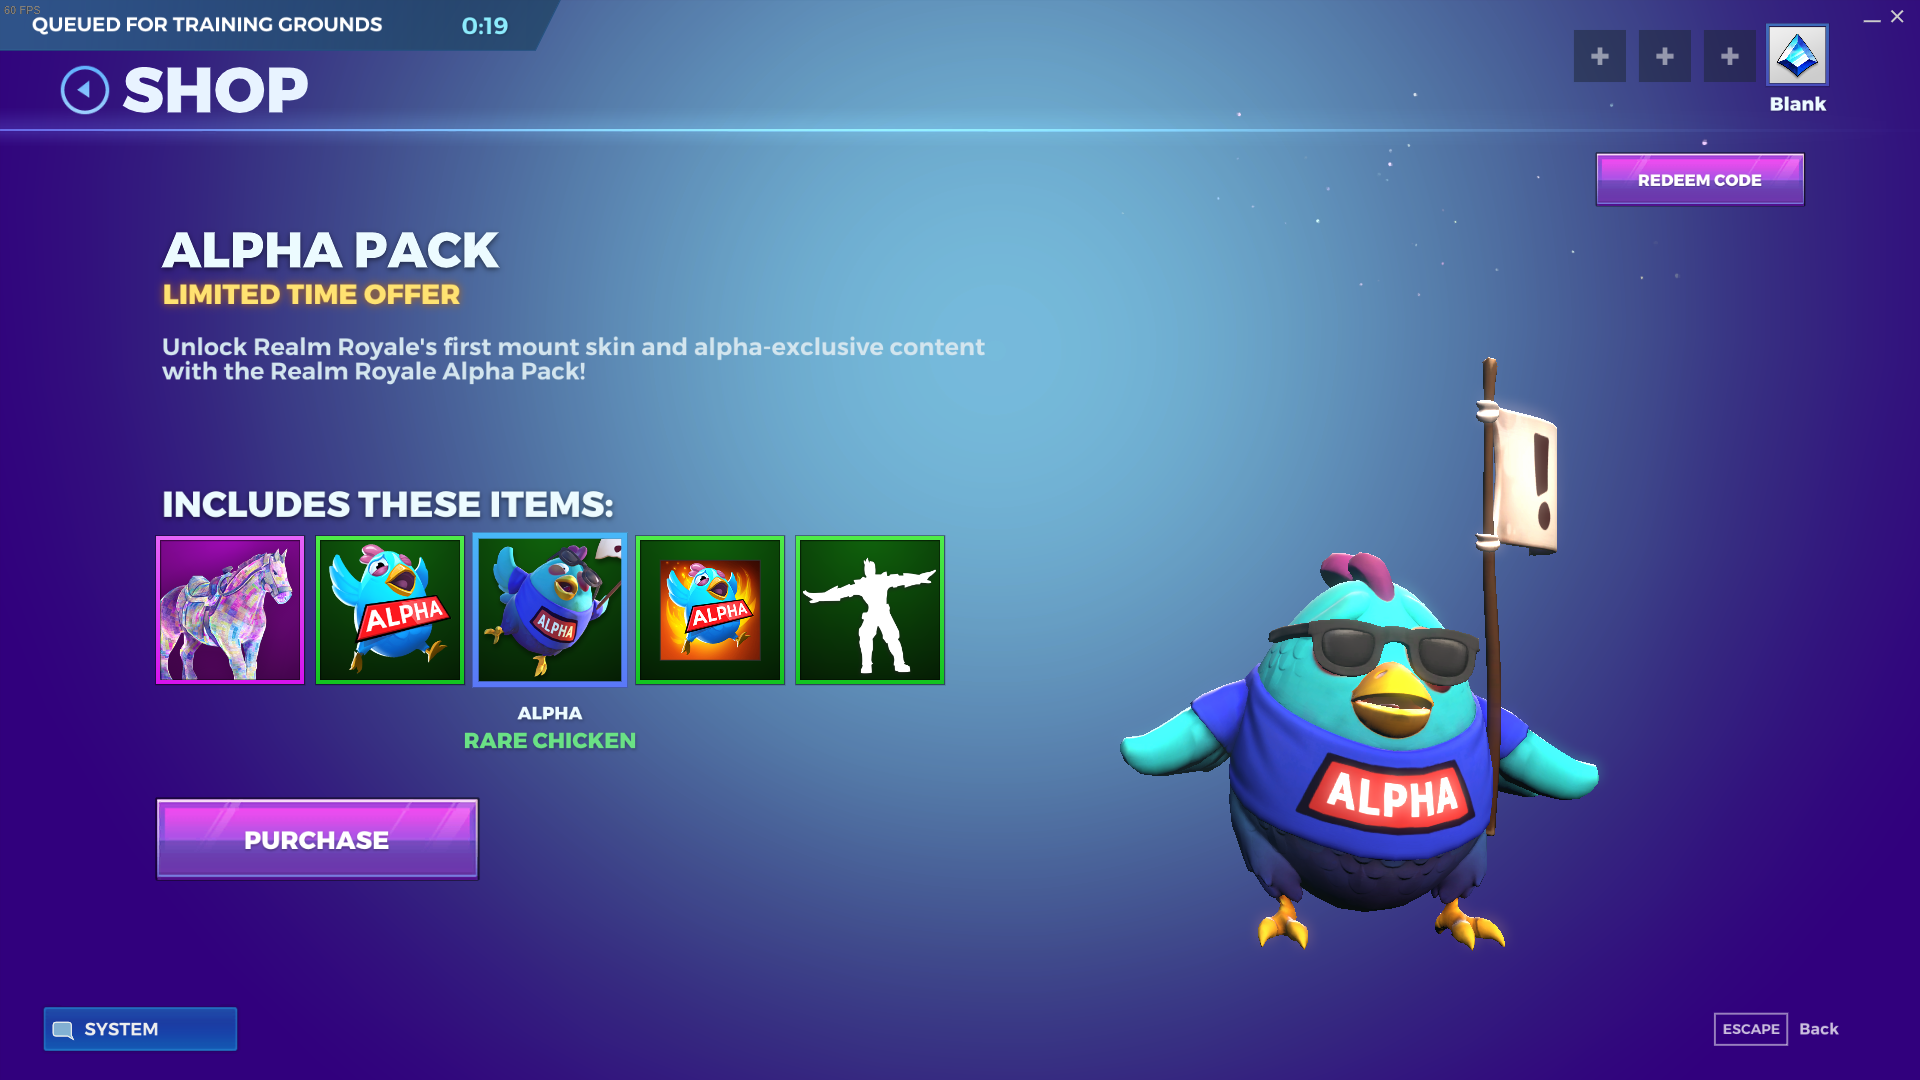 60 FPS
QUEUED FOR TRAINING GROUNDS 0:19
SHOP
Blank
REDEEM CODE
ALPHA PACK
LIMITED TIME OFFER
Unlock Realm Royale's first mount skin and alpha-exclusive content
with the Realm Royale Alpha Pack!
INCLUDES THESE ITEMS:
ALPHA
ALPHA
ALPHA
ALPHA
RARE CHICKEN
!
ALPHA
PURCHASE
SYSTEM
ESCAPE Back